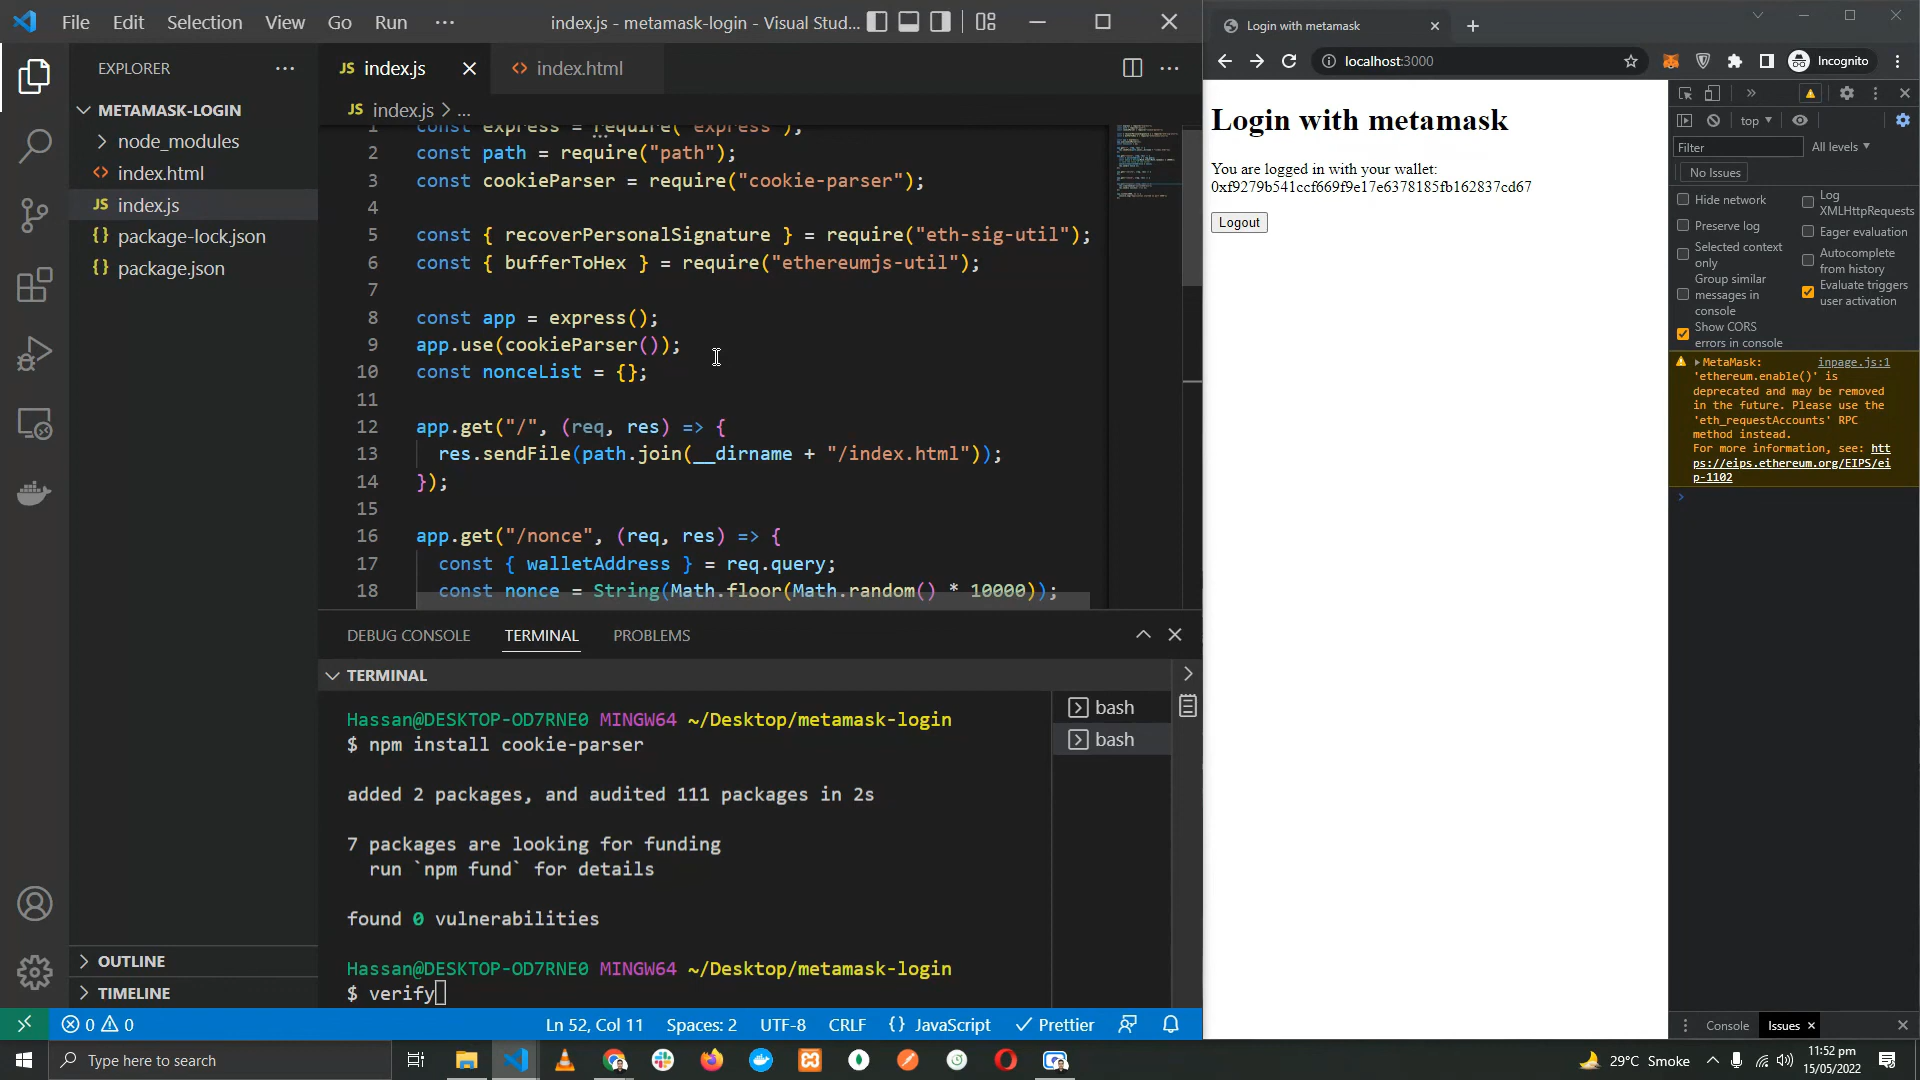 File Edit Selection View Go Run ··· index.js - metamask-login - Visual Stud...
EXPLORER ···
METAMASK-LOGIN
node_modules
index.html
JS index.js
{} package-lock.json
{} package.json
OUTLINE
TIMELINE
JS index.js
index.html
JS index.js > ...
1 const express = require("express");
2 const path = require("path");
3 const cookieParser = require("cookie-parser");
4
5 const { recoverPersonalSignature } = require("eth-sig-util");
6 const { bufferToHex } = require("ethereumjs-util");
7
8 const app = express();
9 app.use(cookieParser());
10 const nonceList = {};
11
12 app.get("/", (req, res) => {
13 res.sendFile(path.join(__dirname + "/index.html"));
14 });
15
16 app.get("/nonce", (req, res) => {
17 const { walletAddress } = req.query;
18 const nonce = String(Math.floor(Math.random() * 10000));
DEBUG CONSOLE TERMINAL PROBLEMS
TERMINAL
Hassan@DESKTOP-OD7RNE0 MINGW64 ~/Desktop/metamask-login
$ npm install cookie-parser
added 2 packages, and audited 111 packages in 2s
7 packages are looking for funding
run `npm fund` for details
found 0 vulnerabilities
Hassan@DESKTOP-OD7RNE0 MINGW64 ~/Desktop/metamask-login
$ verify
bash
bash
0 0 Ln 52, Col 11 Spaces: 2 UTF-8 CRLF {} JavaScript Prettier
Login with metamask
localhost:3000
Incognito
Login with metamask
You are logged in with your wallet:
0xf9279b541ccf669f9e17e6378185fb162837cd67
Logout
top
Filter
All levels
No Issues
Hide network
Log
XMLHttpRequests
Preserve log
Eager evaluation
Selected context
only
Autocomplete
from history
Group similar
messages in
console
Evaluate triggers
user activation
Show CORS
errors in console
MetaMask: inpage.js:1
'ethereum.enable()' is
deprecated and may be removed
in the future. Please use the
'eth_requestAccounts' RPC
method instead.
For more information, see: htt
ps://eips.ethereum.org/EIPS/ei
p-1102
Console Issues
Type here to search
29°C Smoke
11:52 pm
15/05/2022